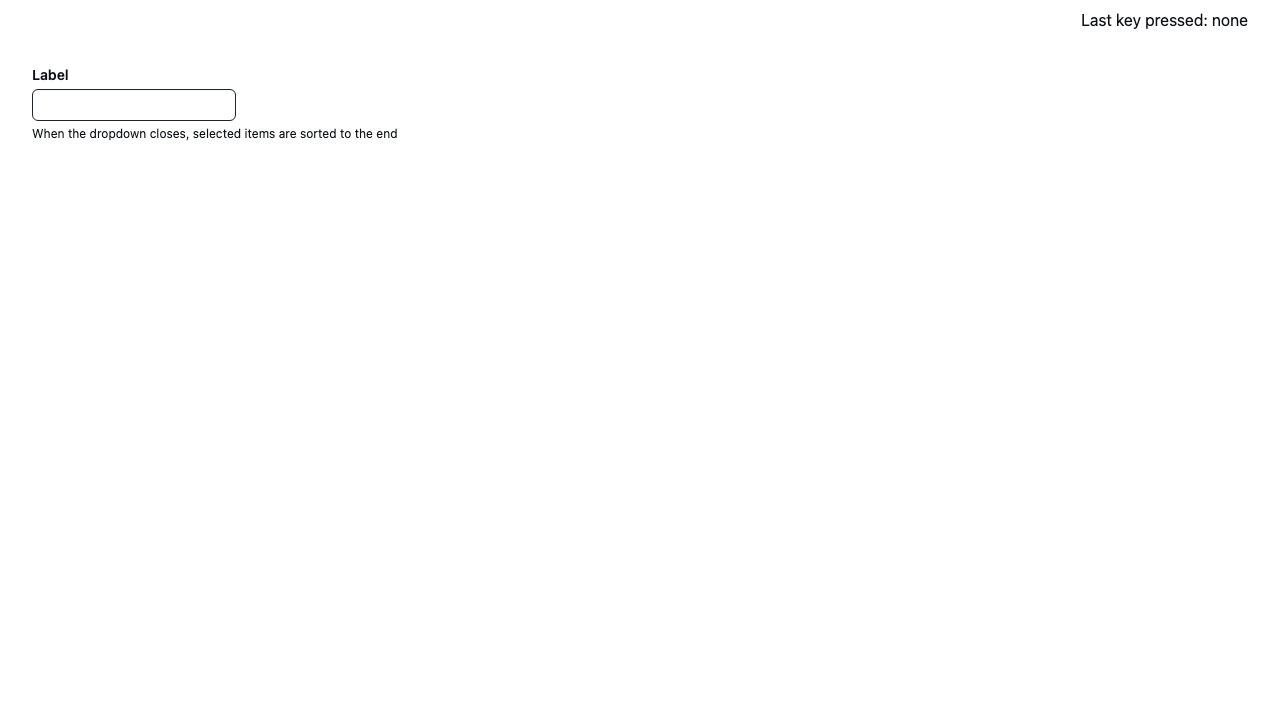 Last key pressed: none
Label
When the dropdown closes, selected items are sorted to the end